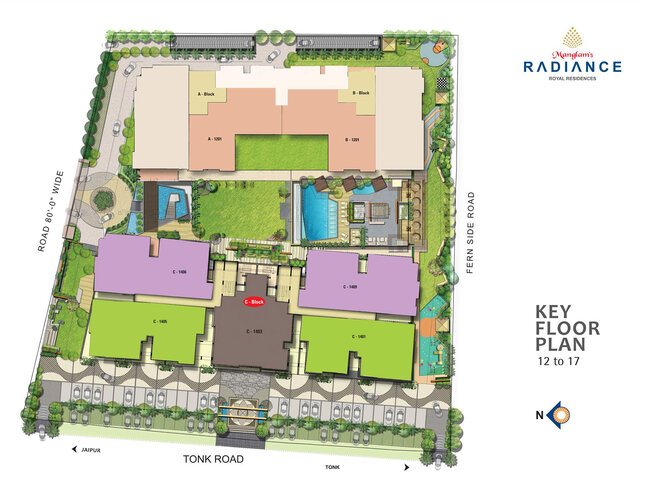 Manglam's
RADIANCE
ROYAL RESIDENCES
A - Block
B - Block
A - 1201
B - 1201
ROAD 80'-0" WIDE
FERN SIDE ROAD
C - 1406
C - 1409
C - Block
C - 1405
C - 1403
C - 1401
KEY
FLOOR
PLAN
12 to 17
N
JAIPUR
TONK ROAD
TONK